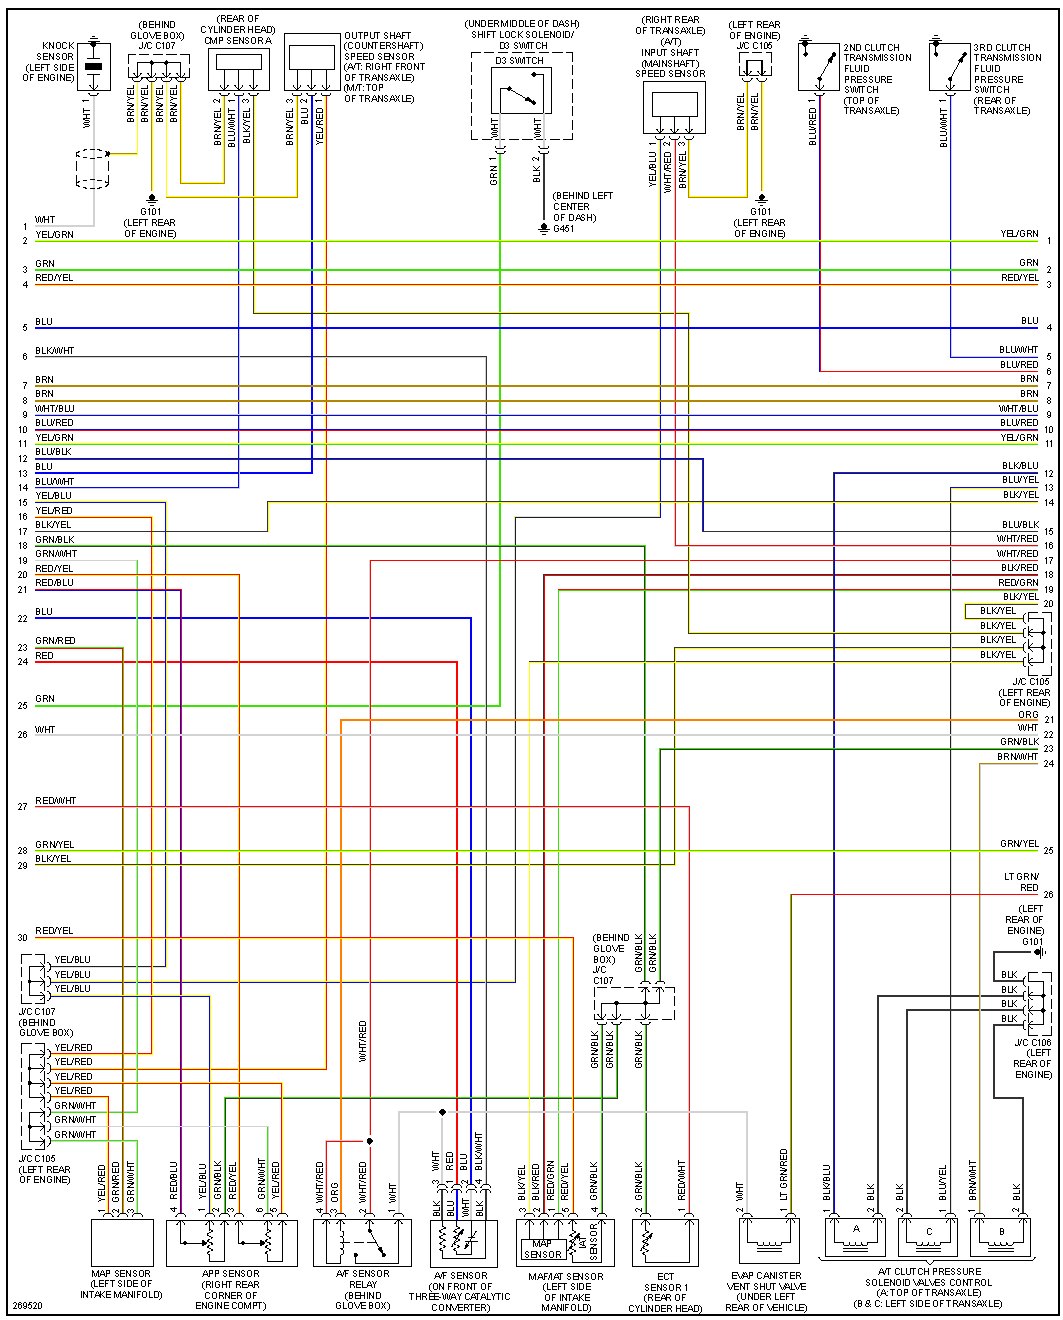 KNOCK
SENSOR
(LEFT SIDE
OF ENGINE)
(BEHIND
GLOVE BOX)
J/C C107
(REAR OF
CYLINDER HEAD)
CMP SENSOR A
OUTPUT SHAFT
(COUNTERSHAFT)
SPEED SENSOR
(A/T: RIGHT FRONT
OF TRANSAXLE)
(M/T: TOP
OF TRANSAXLE)
(UNDERMIDDLE OF DASH)
SHIFT LOCK SOLENOID/
D3 SWITCH
D3 SWITCH
(RIGHT REAR
OF TRANSAXLE)
(A/T)
INPUT SHAFT
(MAINSHAFT)
SPEED SENSOR
(LEFT REAR
OF ENGINE)
J/C C105
2ND CLUTCH
TRANSMISSION
FLUID
PRESSURE
SWITCH
(TOP OF
TRANSAXLE)
3RD CLUTCH
TRANSMISSION
FLUID
PRESSURE
SWITCH
(REAR OF
TRANSAXLE)
WHT 1
BRN/YEL
BRN/YEL
BRN/YEL
BRN/YEL
BRN/YEL 2
BLU/WHT 1
BLK/YEL 3
BRN/YEL 3
BLU 2
YEL/RED 1
WHT
WHT
GRN 1
BLK 2
YEL/BLU 1
WHT/RED 2
BRN/YEL 3
BRN/YEL
BRN/YEL
BLU/RED 1
BLU/WHT 1
G101
(LEFT REAR
OF ENGINE)
(BEHIND LEFT
CENTER
OF DASH)
G451
G101
(LEFT REAR
OF ENGINE)
1 WHT
2 YEL/GRN
3 GRN
4 RED/YEL
5 BLU
6 BLK/WHT
7 BRN
8 BRN
9 WHT/BLU
10 BLU/RED
11 YEL/GRN
12 BLU/BLK
13 BLU
14 BLU/WHT
15 YEL/BLU
16 YEL/RED
17 BLK/YEL
18 GRN/BLK
19 GRN/WHT
20 RED/YEL
21 RED/BLU
22 BLU
23 GRN/RED
24 RED
25 GRN
26 WHT
27 RED/WHT
28 GRN/YEL
29 BLK/YEL
30 RED/YEL
YEL/GRN 1
GRN 2
RED/YEL 3
BLU 4
BLU/WHT 5
BLU/RED 6
BRN 7
BRN 8
WHT/BLU 9
BLU/RED 10
YEL/GRN 11
BLK/BLU 12
BLU/YEL 13
BLK/YEL 14
BLU/BLK 15
WHT/RED 16
WHT/RED 17
BLK/RED 18
RED/GRN 19
BLK/YEL 20
BLK/YEL
BLK/YEL
BLK/YEL
BLK/YEL
J/C C105
(LEFT REAR
OF ENGINE)
ORG 21
WHT 22
GRN/BLK 23
BRN/WHT 24
GRN/YEL 25
LT GRN/
RED 26
(LEFT
REAR OF
ENGINE)
G101
BLK
BLK
BLK
BLK
J/C C106
(LEFT
REAR OF
ENGINE)
YEL/BLU
YEL/BLU
YEL/BLU
J/C C107
(BEHIND
GLOVE BOX)
YEL/RED
YEL/RED
YEL/RED
YEL/RED
GRN/WHT
GRN/WHT
GRN/WHT
J/C C105
(LEFT REAR
OF ENGINE)
(BEHIND
GLOVE
BOX)
J/C
C107
GRN/BLK
GRN/BLK
GRN/BLK
GRN/BLK
GRN/BLK
WHT/RED
YEL/RED 1
GRN/RED 2
GRN/WHT 3
RED/BLU 4
YEL/BLU 1
GRN/BLK 2
RED/YEL 3
GRN/WHT 6
YEL/RED 5
WHT/RED 4
ORG 3
WHT/RED 2
WHT 1
WHT 3
RED 1
BLU 2
BLK/WHT 4
BLK
BLU
WHT
BLK
BLK/YEL 3
BLK/RED 2
RED/GRN 1
RED/YEL 5
GRN/BLK 4
GRN/BLK 2
RED/WHT 1
WHT 2
LT GRN/RED 1
BLK/BLU 1
BLK 2
BLK 2
BLU/YEL 1
BRN/WHT 1
BLK 2
MAP
SENSOR
IAT
SENSOR
A
C
B
MAP SENSOR
(LEFT SIDE OF
INTAKE MANIFOLD)
APP SENSOR
(RIGHT REAR
CORNER OF
ENGINE COMPT)
A/F SENSOR
RELAY
(BEHIND
GLOVE BOX)
A/F SENSOR
(ON FRONT OF
THREE-WAY CATALYTIC
CONVERTER)
MAF/IAT SENSOR
(LEFT SIDE
OF INTAKE
MANIFOLD)
ECT
SENSOR 1
(REAR OF
CYLINDER HEAD)
EVAP CANISTER
VENT SHUT VALVE
(UNDER LEFT
REAR OF VEHICLE)
A/T CLUTCH PRESSURE
SOLENOID VALVES CONTROL
(A: TOP OF TRANSAXLE)
(B & C: LEFT SIDE OF TRANSAXLE)
269520